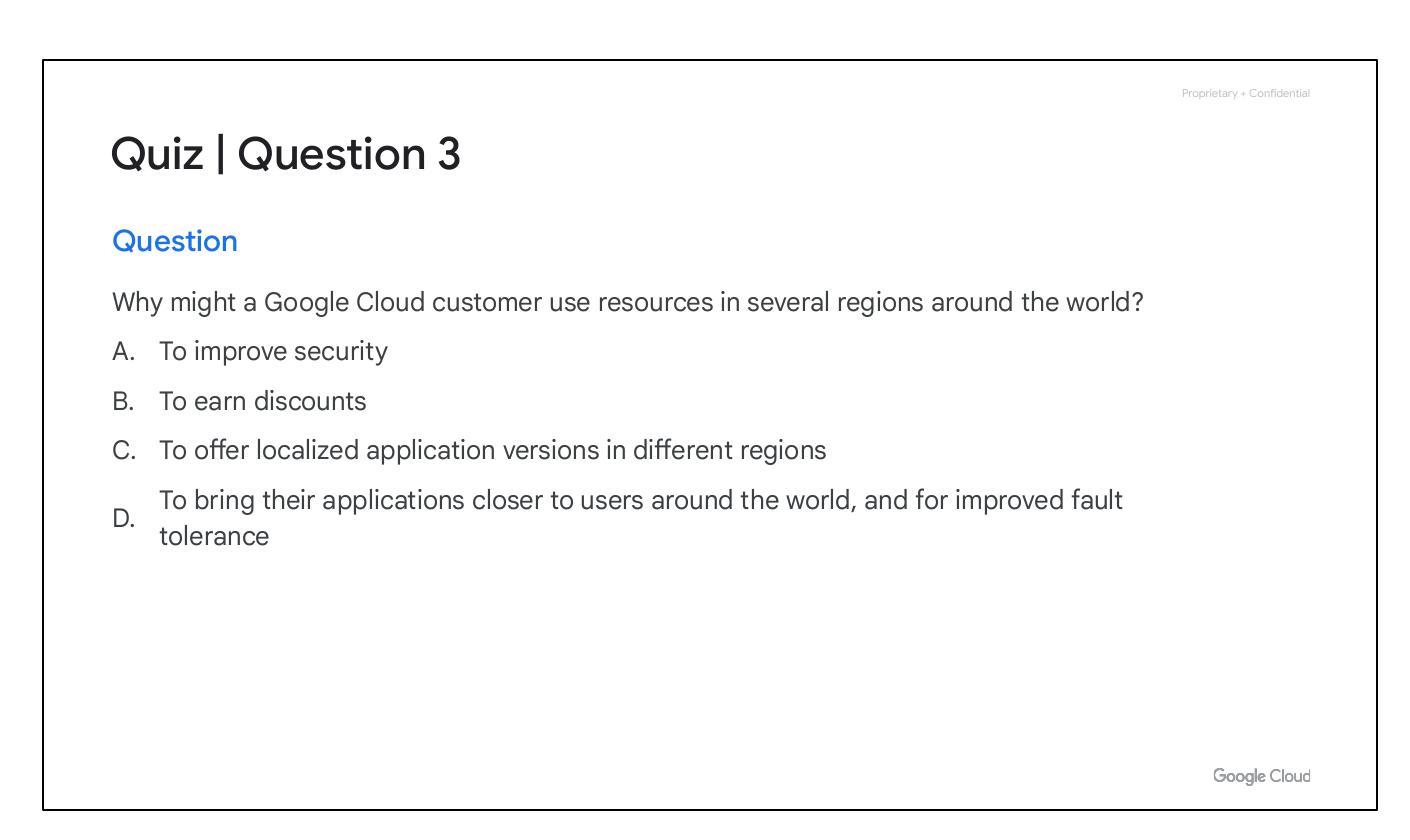 Proprietary + Confidential
Quiz | Question 3
Question
Why might a Google Cloud customer use resources in several regions around the world?
A. To improve security
B. To earn discounts
C. To offer localized application versions in different regions
D. To bring their applications closer to users around the world, and for improved fault
tolerance
Google Cloud